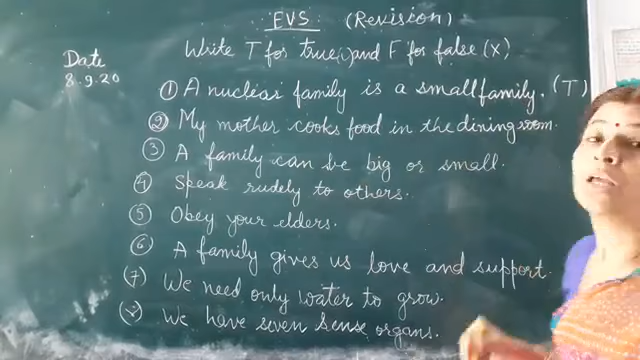 EVS (Revision)
Date
8.9.20
Write T for true(✓) and F for false (x)
(1) A nuclear family is a small family. (T)
(2) My mother cooks food in the dining room.
(3) A family can be big or small.
(4) Speak rudely to others.
(5) Obey your elders.
(6) A family gives us love and support.
(7) We need only water to grow.
(8) We have seven sense organs.